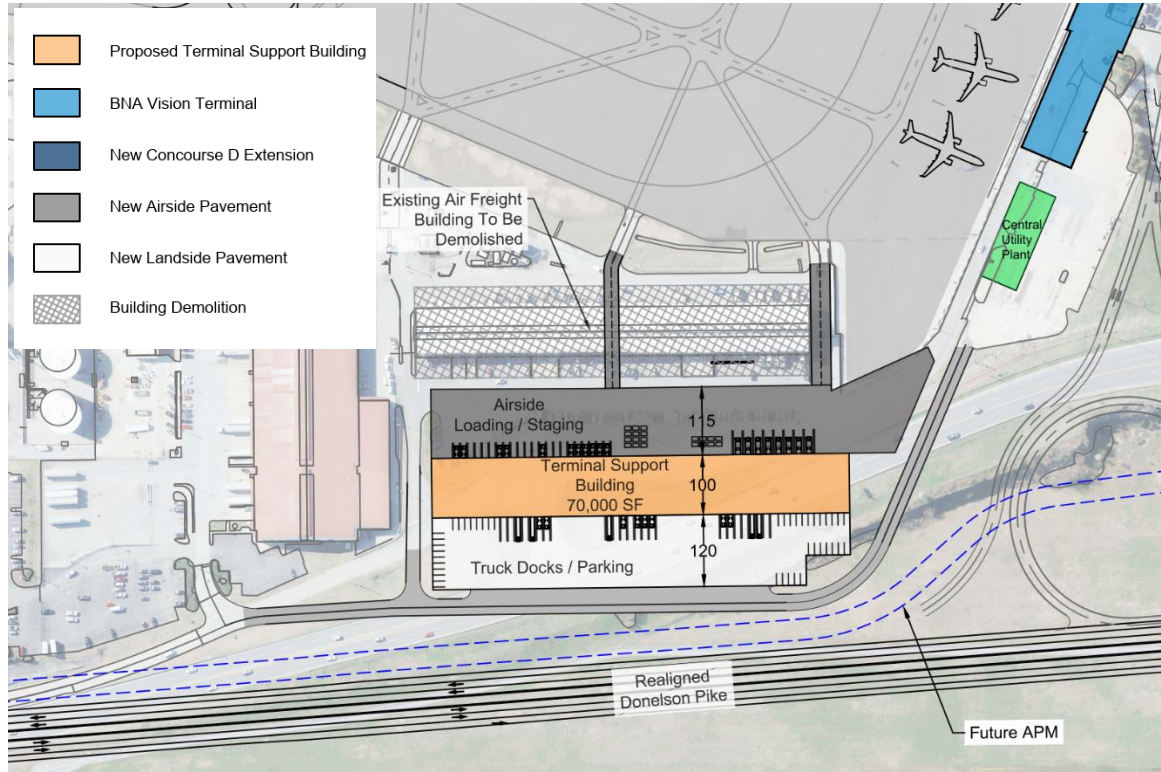 Proposed Terminal Support Building
BNA Vision Terminal
New Concourse D Extension
New Airside Pavement
New Landside Pavement
Building Demolition
Existing Air Freight
Building To Be
Demolished
Central
Utility
Plant
Airside
Loading / Staging
115
Terminal Support
Building
70,000 SF
100
120
Truck Docks / Parking
Realigned
Donelson Pike
Future APM